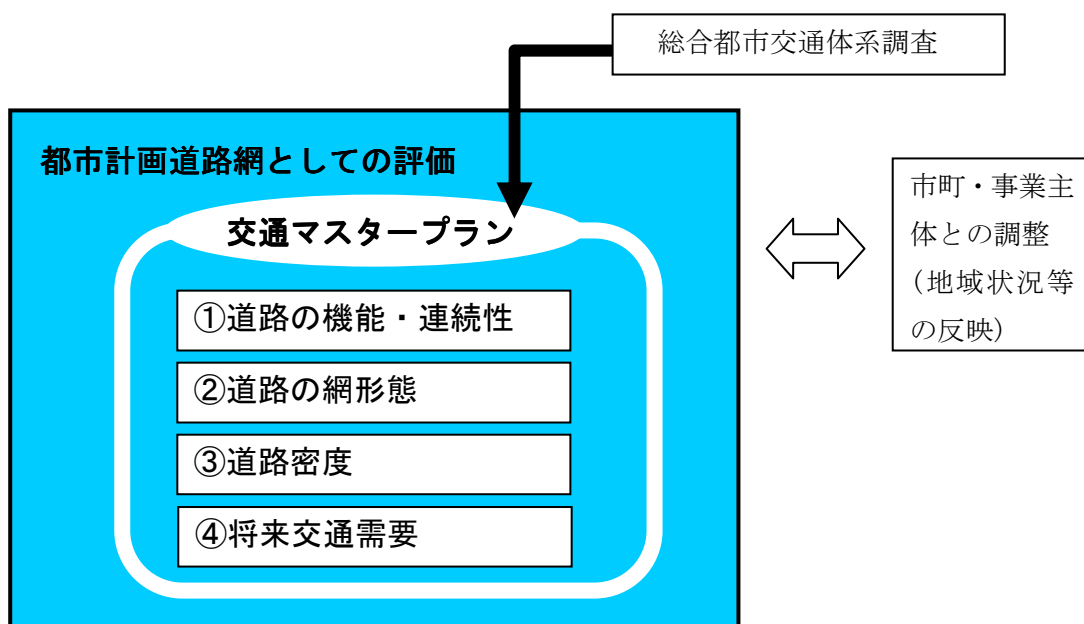 総合都市交通体系調査
都市計画道路網としての評価
交通マスタープラン
①道路の機能・連続性
②道路の網形態
③道路密度
④将来交通需要
市町・事業主
体との調整
（地域状況等
の反映）